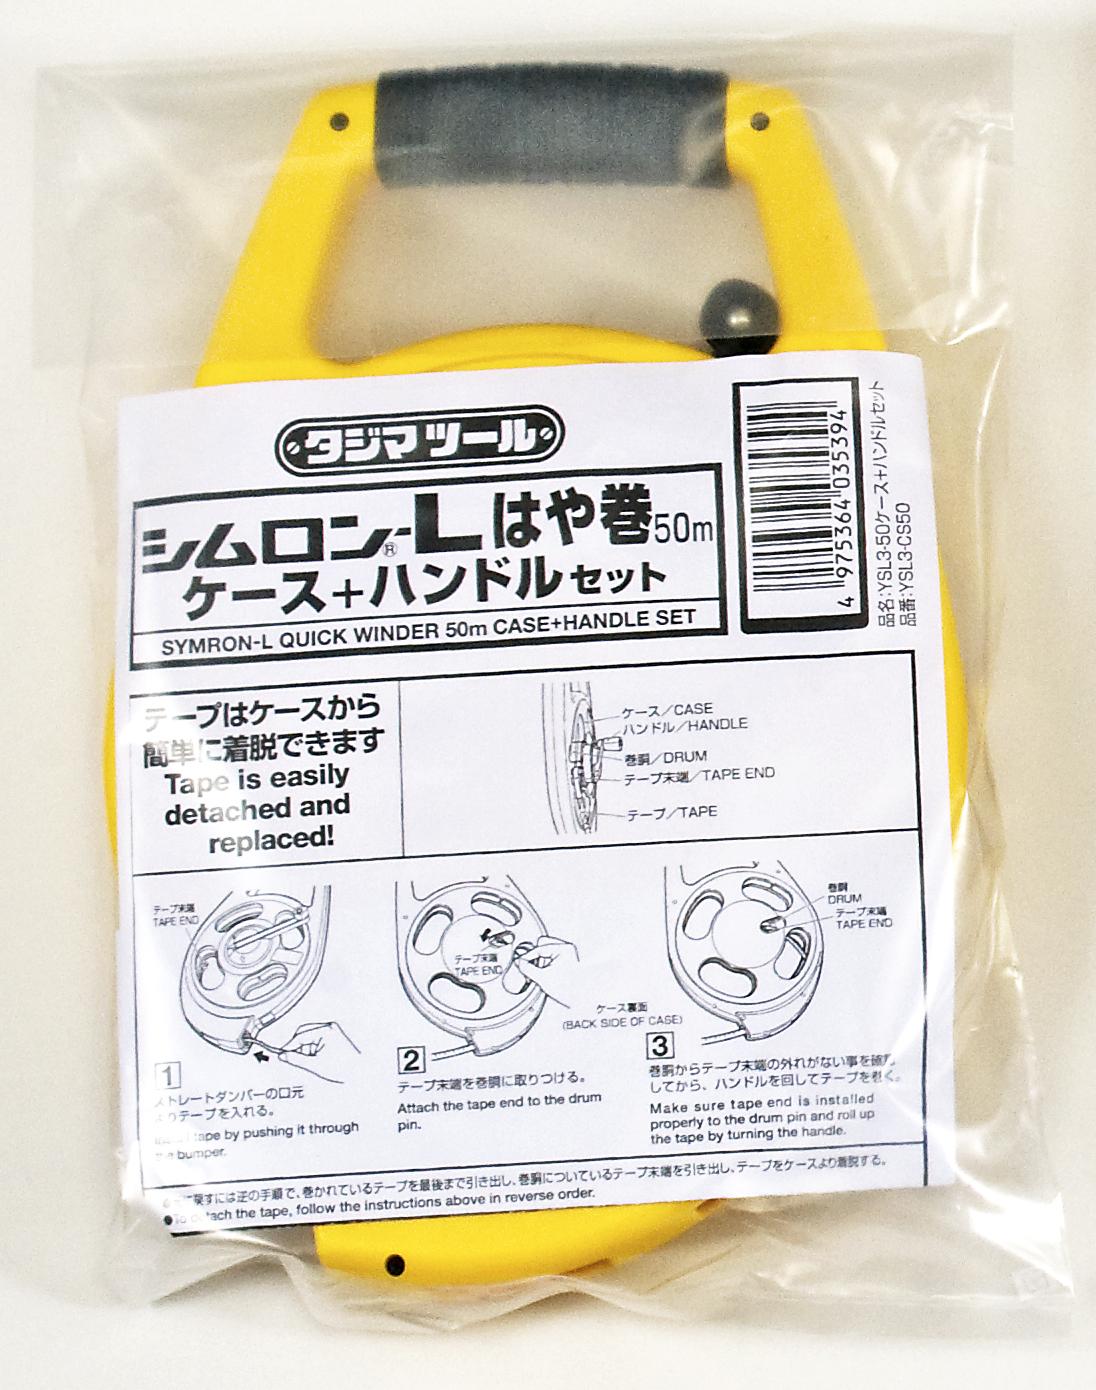 タジマツール
シムロン®-Lはや巻50m
ケース+ハンドルセット
SYMRON-L QUICK WINDER 50m CASE+HANDLE SET
4 975364 035394
品名:YSL3-50ケース+ハンドルセット
品番:YSL3-CS50
テープはケースから
簡単に着脱できます
Tape is easily
detached and
replaced!
ケース/CASE
ハンドル/HANDLE
巻胴/DRUM
テープ末端/TAPE END
テープ/TAPE
テープ末端
TAPE END
1
ストレートダンパーの口元
よりテープを入れる。
tape by pushing it through
the bumper.
テープ末端
TAPE END
2
テープ末端を巻胴に取りつける。
Attach the tape end to the drum
pin.
ケース裏面
(BACK SIDE OF CASE)
巻胴
DRUM
テープ末端
TAPE END
3
巻胴からテープ末端の外れがない事を確認
してから、ハンドルを回してテープを巻く。
Make sure tape end is installed
properly to the drum pin and roll up
the tape by turning the handle.
戻すには逆の手順で、巻かれているテープを最後まで引き出し、巻胴についているテープ末端を引き出し、テープをケースより着脱する。
●To detach the tape, follow the instructions above in reverse order.